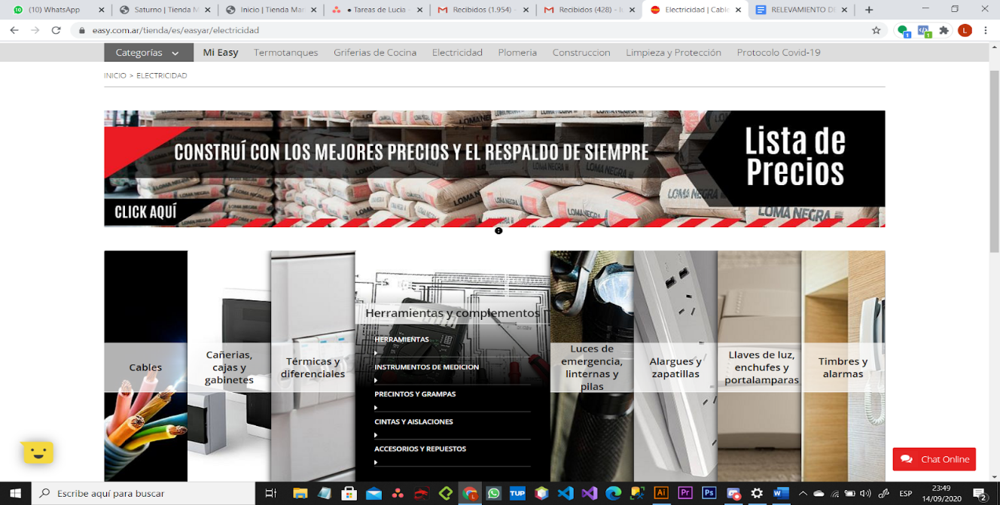 (10) WhatsApp
Saturno | Tienda M
Inicio | Tienda Mar
● Tareas de Lucia -
Recibidos (1.954) -
Recibidos (428) - l
Electricidad | Cable
RELEVAMIENTO D
easy.com.ar/tienda/es/easyar/electricidad
L
Categorías
Mi Easy
Termotanques
Griferias de Cocina
Electricidad
Plomeria
Construccion
Limpieza y Protección
Protocolo Covid-19
INICIO > ELECTRICIDAD
CONSTRUÍ CON LOS MEJORES PRECIOS Y EL RESPALDO DE SIEMPRE
Lista de
Precios
CLICK AQUÍ
LOMA NEGRA
Cables
Cañerias,
cajas y
gabinetes
Térmicas y
diferenciales
Herramientas y complementos
HERRAMIENTAS
INSTRUMENTOS DE MEDICION
PRECINTOS Y GRAMPAS
CINTAS Y AISLACIONES
ACCESORIOS Y REPUESTOS
Luces de
emergencia,
linternas y
pilas
Alargues y
zapatillas
Llaves de luz,
enchufes y
portalamparas
Timbres y
alarmas
Chat Online
Escribe aquí para buscar
TUP
Ai
Pr
Ps
ESP
23:49
14/09/2020
2